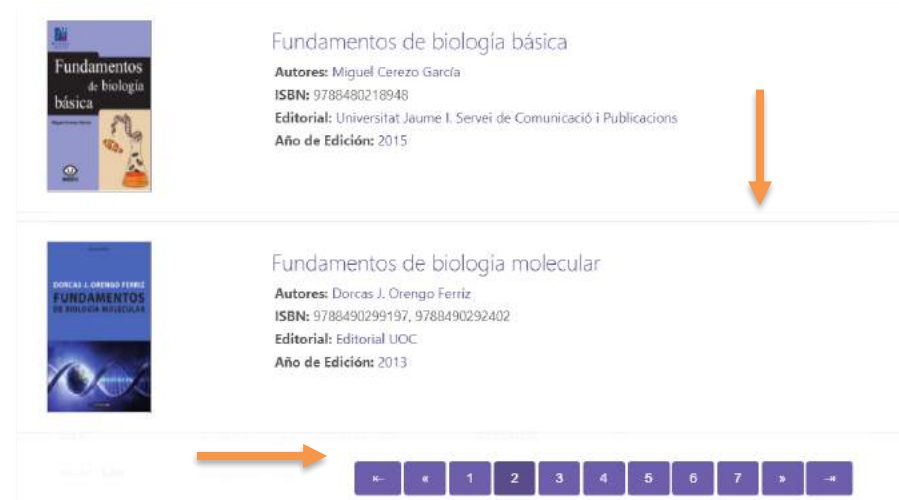 Fundamentos
de biología
básica
Fundamentos de biología básica
Autores: Miguel Cerezo García
ISBN: 9788480218948
Editorial: Universitat Jaume I. Servei de Comunicació i Publicacions
Año de Edición: 2015
DORCAS J. ORENGO FERRIZ
FUNDAMENTOS
DE BIOLOGÍA MOLECULAR
Fundamentos de biología molecular
Autores: Dorcas J. Orengo Ferriz
ISBN: 9788490299197, 9788490292402
Editorial: Editorial UOC
Año de Edición: 2013
⇤ « 1 2 3 4 5 6 7 » ⇥